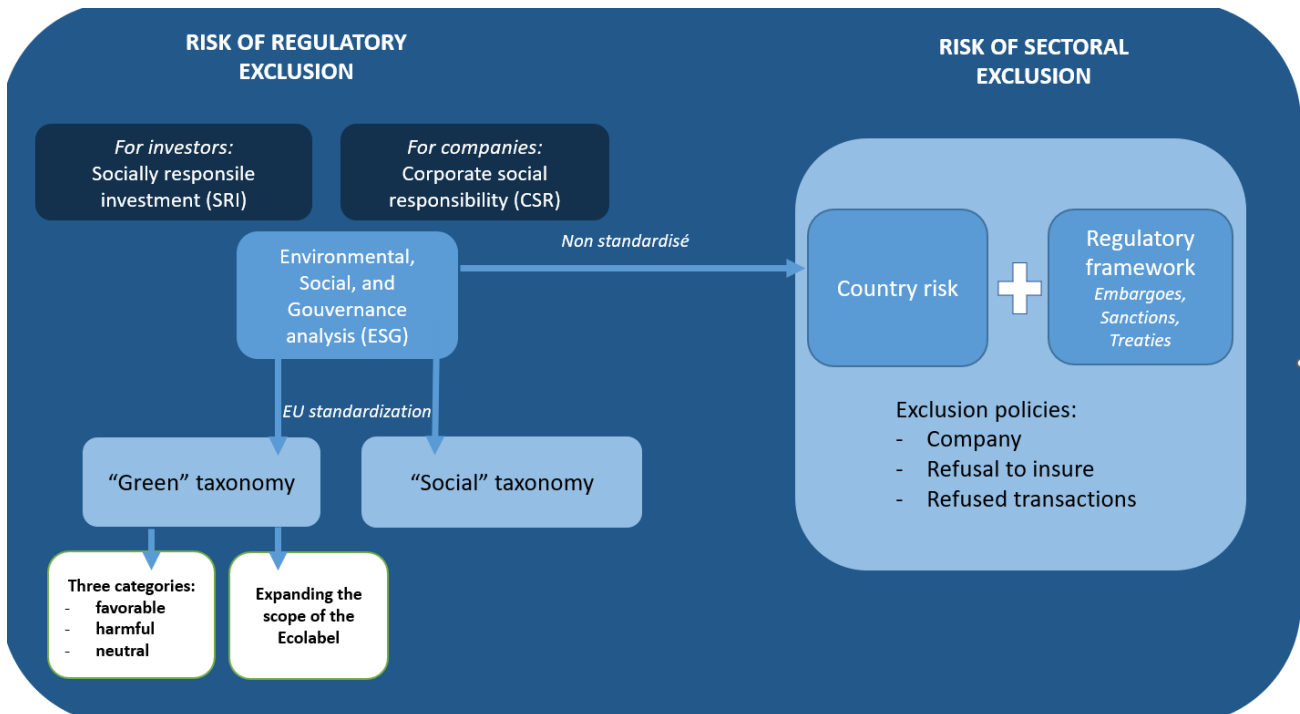 RISK OF REGULATORY
EXCLUSION
RISK OF SECTORAL
EXCLUSION
For investors:
Socially responsile
investment (SRI)
For companies:
Corporate social
responsibility (CSR)
Environmental,
Social, and
Gouvernance
analysis (ESG)
Non standardisé
Country risk
Regulatory
framework
Embargoes,
Sanctions,
Treaties
EU standardization
Exclusion policies:
- Company
- Refusal to insure
- Refused transactions
“Green” taxonomy
“Social” taxonomy
Three categories:
- favorable
- harmful
- neutral
Expanding the
scope of the
Ecolabel